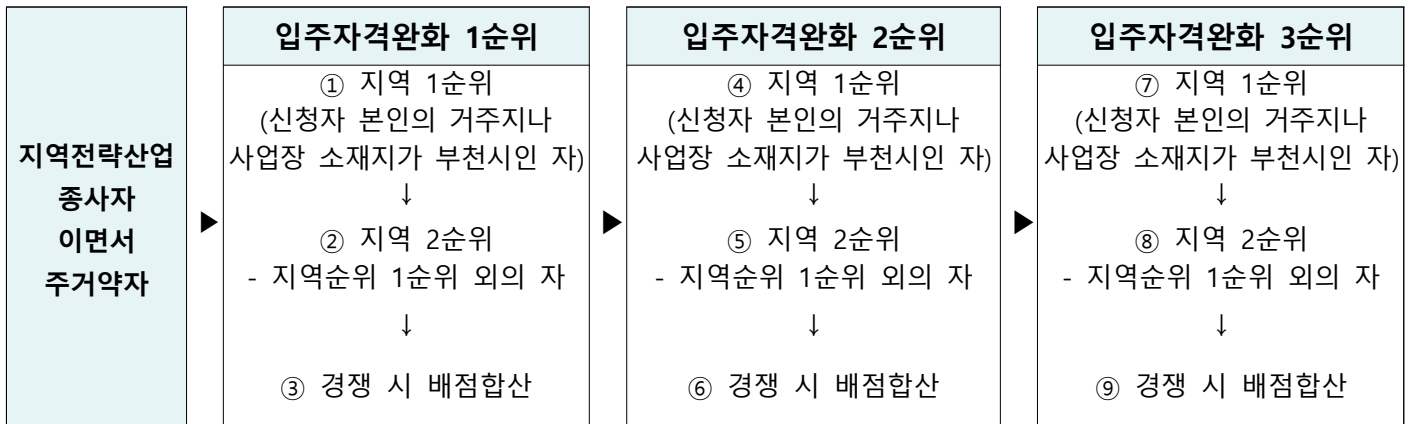 지역전략산업
종사자
이면서
주거약자
▶
입주자격완화 1순위
① 지역 1순위
(신청자 본인의 거주지나
사업장 소재지가 부천시인 자)
↓
② 지역 2순위
- 지역순위 1순위 외의 자
↓
③ 경쟁 시 배점합산
▶
입주자격완화 2순위
④ 지역 1순위
(신청자 본인의 거주지나
사업장 소재지가 부천시인 자)
↓
⑤ 지역 2순위
- 지역순위 1순위 외의 자
↓
⑥ 경쟁 시 배점합산
▶
입주자격완화 3순위
⑦ 지역 1순위
(신청자 본인의 거주지나
사업장 소재지가 부천시인 자)
↓
⑧ 지역 2순위
- 지역순위 1순위 외의 자
↓
⑨ 경쟁 시 배점합산